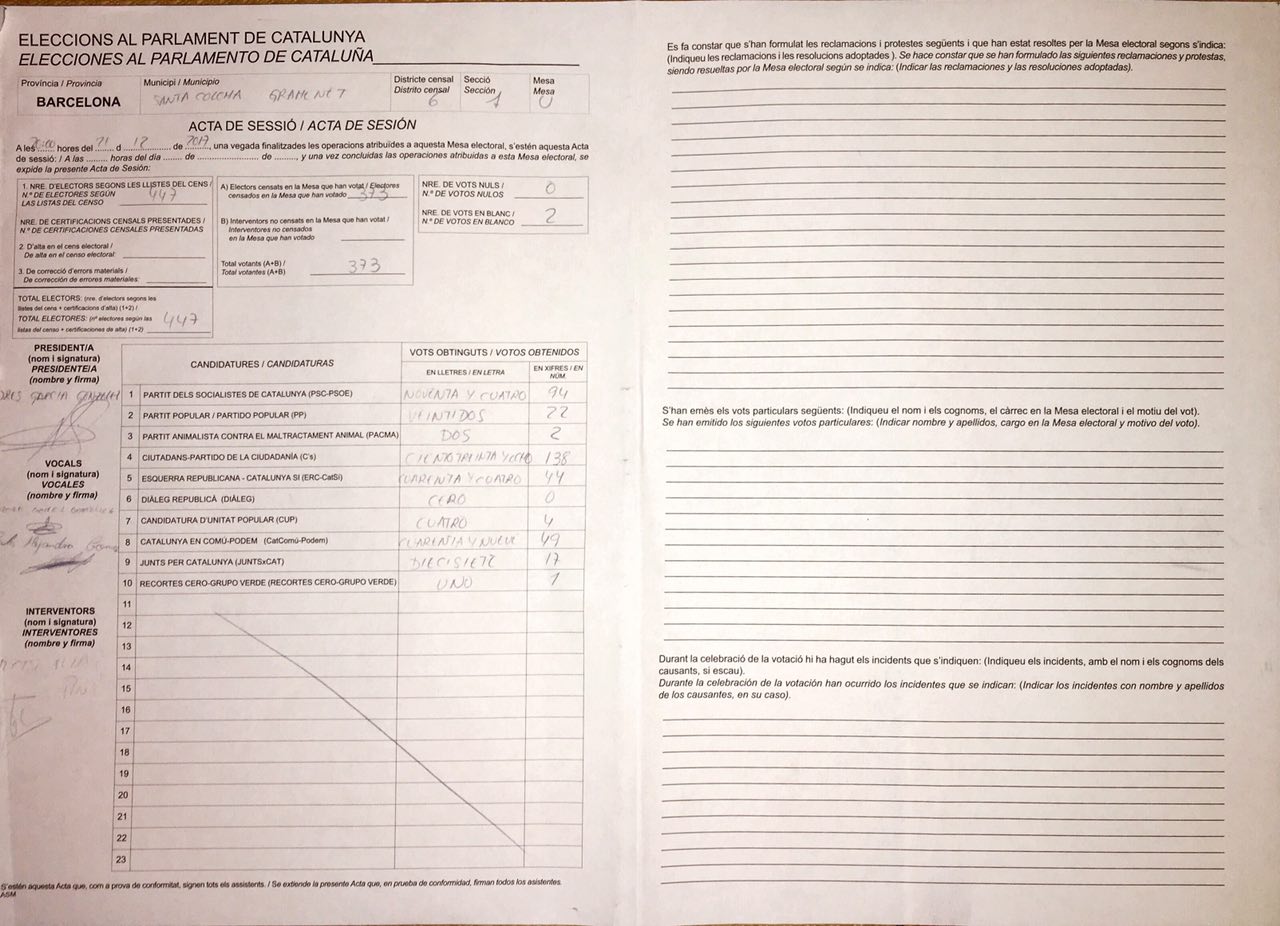 ELECCIONS AL PARLAMENT DE CATALUNYA
ELECCIONES AL PARLAMENTO DE CATALUÑA
Província / Provincia
BARCELONA
Municipi / Municipio
SANTA COLOMA GRAMENET
Districte censal
Distrito censal
6
Secció
Sección
1
Mesa
Mesa
U
ACTA DE SESSIÓ / ACTA DE SESIÓN
A les 20:00 hores del 21 d 12 de 2017, una vegada finalitzades les operacions atribuïdes a aquesta Mesa electoral, s'estén aquesta Acta
de sessió: / A las ........ horas del día ....... de ........................... de ........, y una vez concluidas las operaciones atribuidas a esta Mesa electoral, se
expide la presente Acta de Sesión:
1. NRE. D'ELECTORS SEGONS LES LLISTES DEL CENS /
N.º DE ELECTORES SEGÚN
LAS LISTAS DEL CENSO 447
NRE. DE CERTIFICACIONS CENSALS PRESENTADES /
N.º DE CERTIFICACIONES CENSALES PRESENTADAS
2. D'alta en el cens electoral /
De alta en el censo electoral:
3. De correcció d'errors materials /
De corrección de errores materiales:
TOTAL ELECTORS: (nre. d'electors segons les
llistes del cens + certificacions d'alta) (1+2) /
TOTAL ELECTORES: (nº electores según las
listas del censo + certificaciones de alta) (1+2) 447
A) Electors censats en la Mesa que han votat / Electores
censados en la Mesa que han votado 373
B) Interventors no censats en la Mesa que han votat /
Interventores no censados
en la Mesa que han votado
Total votants (A+B) /
Total votantes (A+B) 373
NRE. DE VOTS NULS /
N.º DE VOTOS NULOS 0
NRE. DE VOTS EN BLANC /
N.º DE VOTOS EN BLANCO 2
PRESIDENT/A
(nom i signatura)
PRESIDENTE/A
(nombre y firma)
GARCIA GONZALEZ
VOCALS
(nom i signatura)
VOCALES
(nombre y firma)
Alejandro
INTERVENTORS
(nom i signatura)
INTERVENTORES
(nombre y firma)
CANDIDATURES / CANDIDATURAS
VOTS OBTINGUTS / VOTOS OBTENIDOS
EN LLETRES / EN LETRA
EN XIFRES / EN NÚM.
1 PARTIT DELS SOCIALISTES DE CATALUNYA (PSC-PSOE) NOVENTA Y CUATRO 94
2 PARTIT POPULAR / PARTIDO POPULAR (PP) VEINTIDOS 22
3 PARTIT ANIMALISTA CONTRA EL MALTRACTAMENT ANIMAL (PACMA) DOS 2
4 CIUTADANS-PARTIDO DE LA CIUDADANÍA (C's) CIENTO TREINTA Y OCHO 138
5 ESQUERRA REPUBLICANA - CATALUNYA SÍ (ERC-CatSí) CUARENTA Y CUATRO 44
6 DIÀLEG REPUBLICÀ (DIÀLEG) CERO 0
7 CANDIDATURA D'UNITAT POPULAR (CUP) CUATRO 4
8 CATALUNYA EN COMÚ-PODEM (CatComú-Podem) CUARENTA Y NUEVE 49
9 JUNTS PER CATALUNYA (JUNTSxCAT) DIECISIETE 17
10 RECORTES CERO-GRUPO VERDE (RECORTES CERO-GRUPO VERDE) UNO 1
11
12
13
14
15
16
17
18
19
20
21
22
23
S'estén aquesta Acta que, com a prova de conformitat, signen tots els assistents. / Se extiende la presente Acta que, en prueba de conformidad, firman todos los asistentes.
ASM
Es fa constar que s'han formulat les reclamacions i protestes següents i que han estat resoltes per la Mesa electoral segons s'indica:
(Indiqueu les reclamacions i les resolucions adoptades ). Se hace constar que se han formulado las siguientes reclamaciones y protestas,
siendo resueltas por la Mesa electoral según se indica: (Indicar las reclamaciones y las resoluciones adoptadas).
S'han emès els vots particulars següents: (Indiqueu el nom i els cognoms, el càrrec en la Mesa electoral i el motiu del vot).
Se han emitido los siguientes votos particulares: (Indicar nombre y apellidos, cargo en la Mesa electoral y motivo del voto).
Durant la celebració de la votació hi ha hagut els incidents que s'indiquen: (Indiqueu els incidents, amb el nom i els cognoms dels
causants, si escau).
Durante la celebración de la votación han ocurrido los incidentes que se indican: (Indicar los incidentes con nombre y apellidos
de los causantes, en su caso).